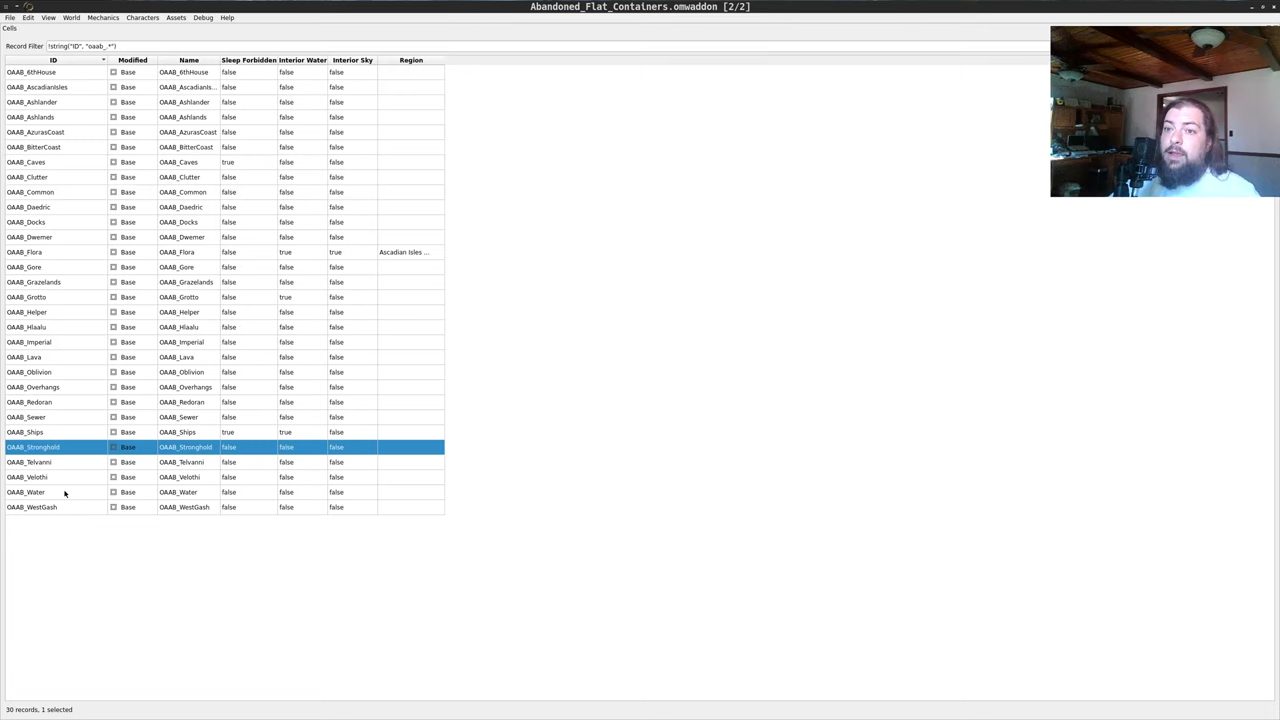 Abandoned_Flat_Containers.omwaddon [2/2]
File Edit View World Mechanics Characters Assets Debug Help
Cells
Record Filter !string("ID", "oaab_.*")
ID Modified Name Sleep Forbidden Interior Water Interior Sky Region
OAAB_6thHouse Base OAAB_6thHouse false false false
OAAB_AscadianIsles Base OAAB_AscadianIs... false false false
OAAB_Ashlander Base OAAB_Ashlander false false false
OAAB_Ashlands Base OAAB_Ashlands false false false
OAAB_AzurasCoast Base OAAB_AzurasCoast false false false
OAAB_BitterCoast Base OAAB_BitterCoast false false false
OAAB_Caves Base OAAB_Caves true false false
OAAB_Clutter Base OAAB_Clutter false false false
OAAB_Common Base OAAB_Common false false false
OAAB_Daedric Base OAAB_Daedric false false false
OAAB_Docks Base OAAB_Docks false false false
OAAB_Dwemer Base OAAB_Dwemer false false false
OAAB_Flora Base OAAB_Flora false true true Ascadian Isles ...
OAAB_Gore Base OAAB_Gore false false false
OAAB_Grazelands Base OAAB_Grazelands false false false
OAAB_Grotto Base OAAB_Grotto false true false
OAAB_Helper Base OAAB_Helper false false false
OAAB_Hlaalu Base OAAB_Hlaalu false false false
OAAB_Imperial Base OAAB_Imperial false false false
OAAB_Lava Base OAAB_Lava false false false
OAAB_Oblivion Base OAAB_Oblivion false false false
OAAB_Overhangs Base OAAB_Overhangs false false false
OAAB_Redoran Base OAAB_Redoran false false false
OAAB_Sewer Base OAAB_Sewer false false false
OAAB_Ships Base OAAB_Ships true true false
OAAB_Stronghold Base OAAB_Stronghold false false false
OAAB_Telvanni Base OAAB_Telvanni false false false
OAAB_Velothi Base OAAB_Velothi false false false
OAAB_Water Base OAAB_Water false false false
OAAB_WestGash Base OAAB_WestGash false false false
30 records, 1 selected